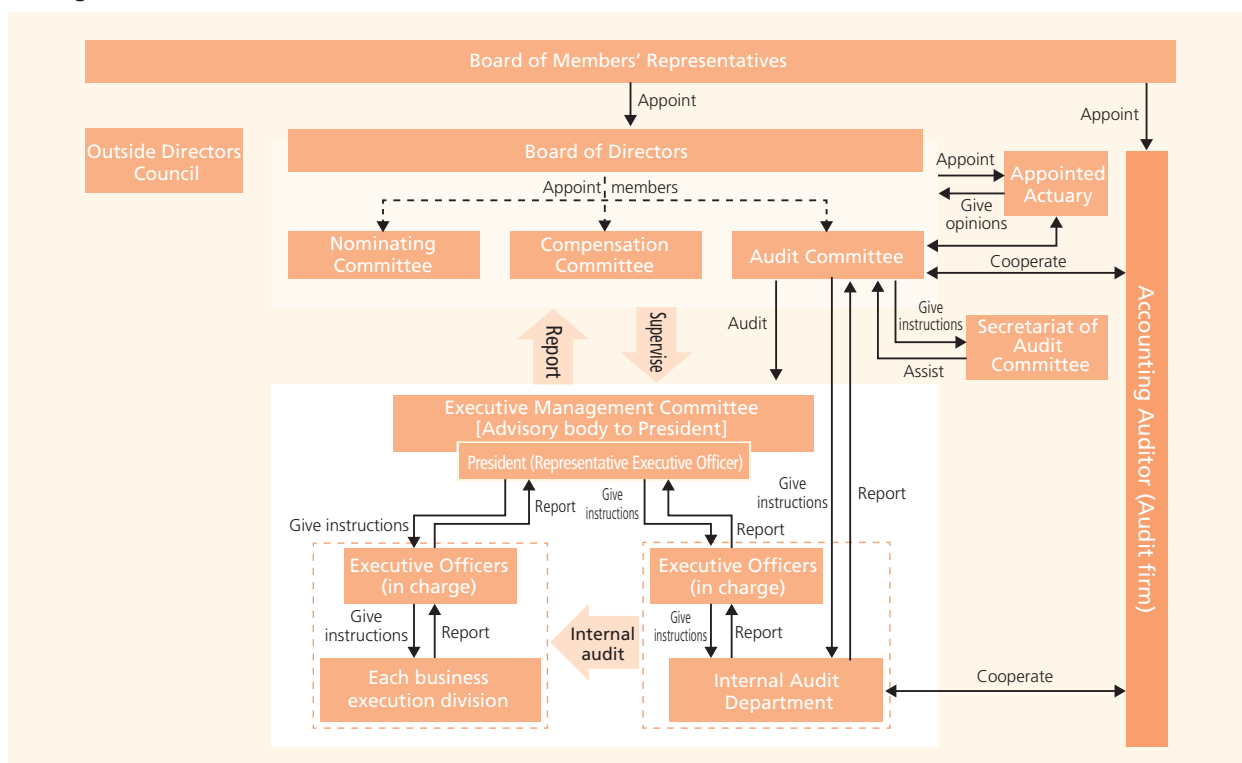 Board of Members' Representatives
Appoint
Appoint
Outside Directors
Council
Board of Directors
Appoint members
Appoint
Give
opinions
Appointed
Actuary
Nominating
Committee
Compensation
Committee
Audit Committee
Cooperate
Report
Supervise
Audit
Give
instructions
Assist
Secretariat of
Audit
Committee
Accounting Auditor (Audit firm)
Executive Management Committee
[Advisory body to President]
President (Representative Executive Officer)
Give instructions
Report
Give
instructions
Report
Give
instructions
Report
Executive Officers
(in charge)
Executive Officers
(in charge)
Give
instructions
Report
Internal
audit
Give
instructions
Report
Each business
execution division
Internal Audit
Department
Cooperate